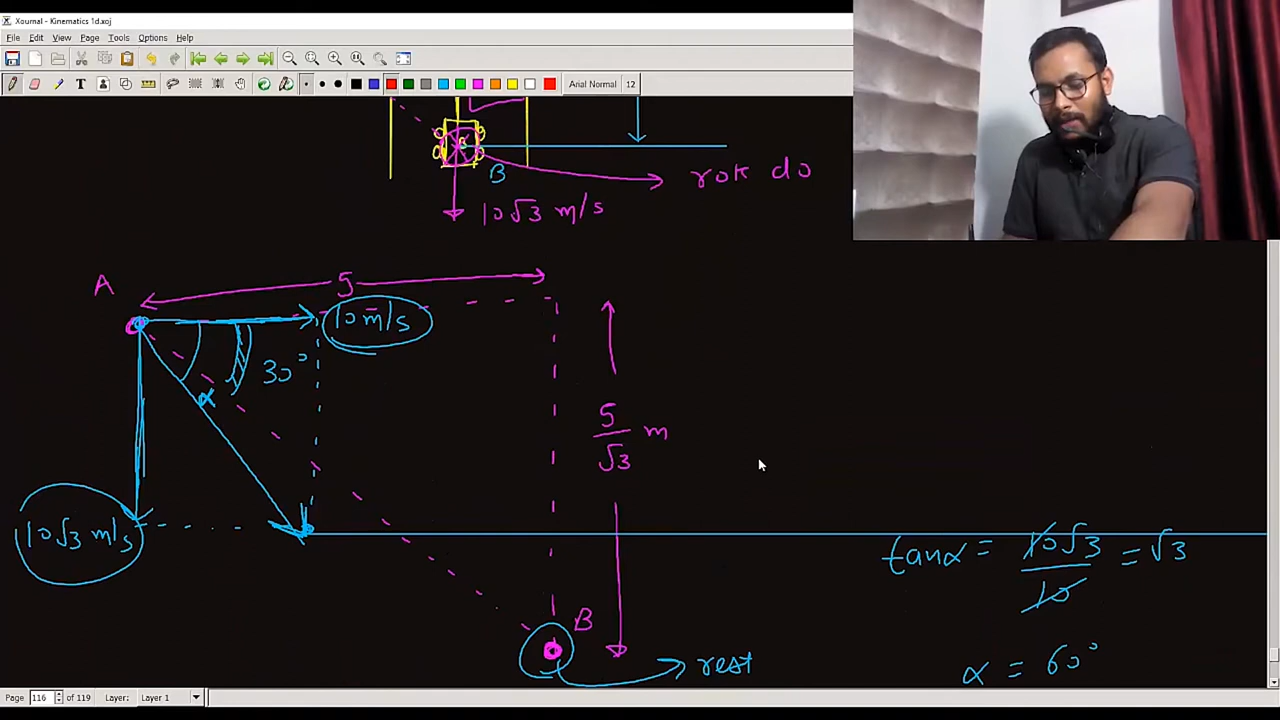 Xournal - Kinematics 1d.xoj
File Edit View Page Tools Options Help
Arial Normal 12
B
rok do
10√3 m/s
A
5
10 m/s
30°
α
5/√3 m
10√3 m/s
tanα = 10√3/10 = √3
B
rest
α = 60°
Page 116 of 119 Layer: Layer 1